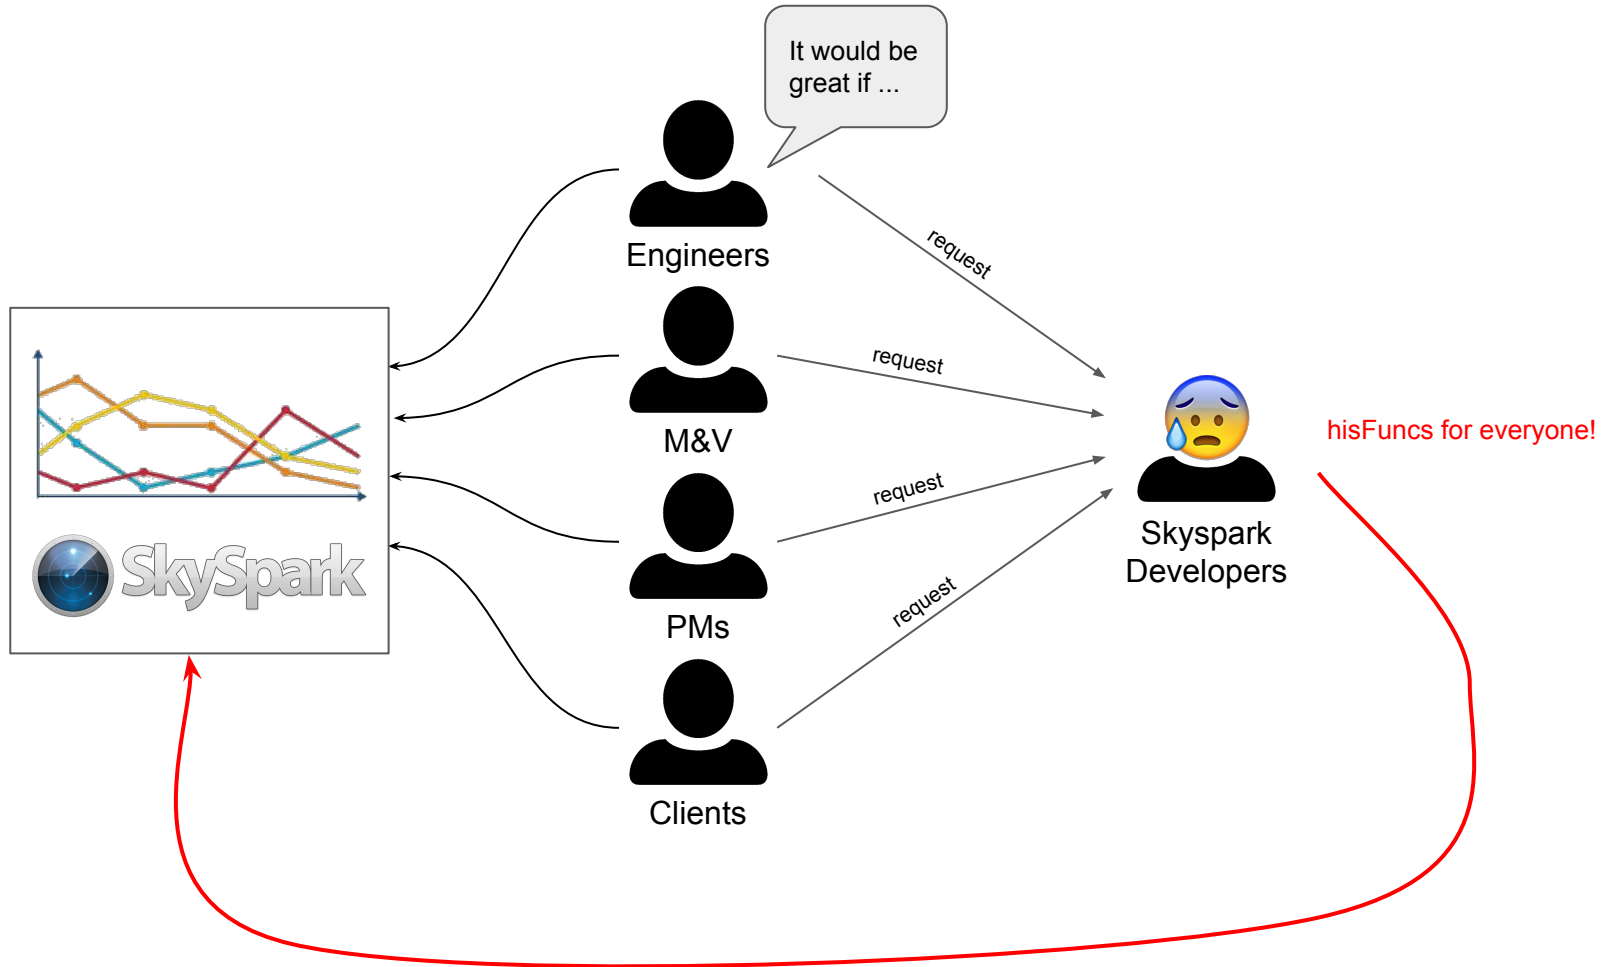 It would be
great if ...
Engineers
request
M&V
request
hisFuncs for everyone!
PMs
request
Skyspark
Developers
SkySpark
request
Clients